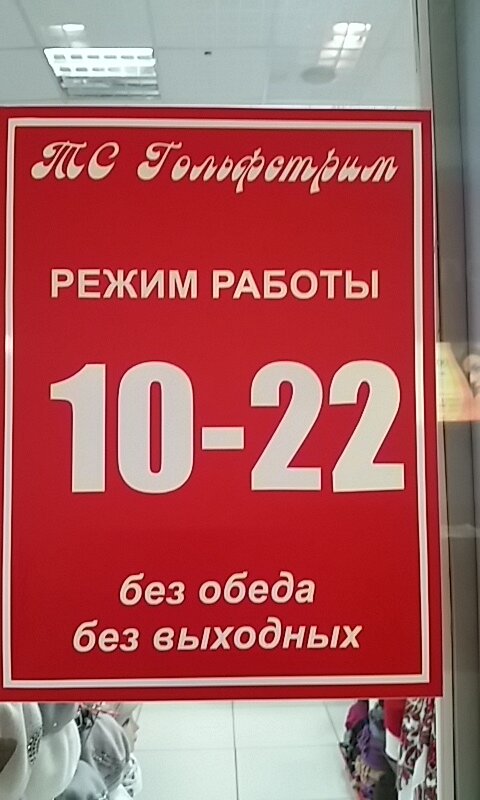 ТС Гольфстрим
РЕЖИМ РАБОТЫ
10-22
без обеда
без выходных